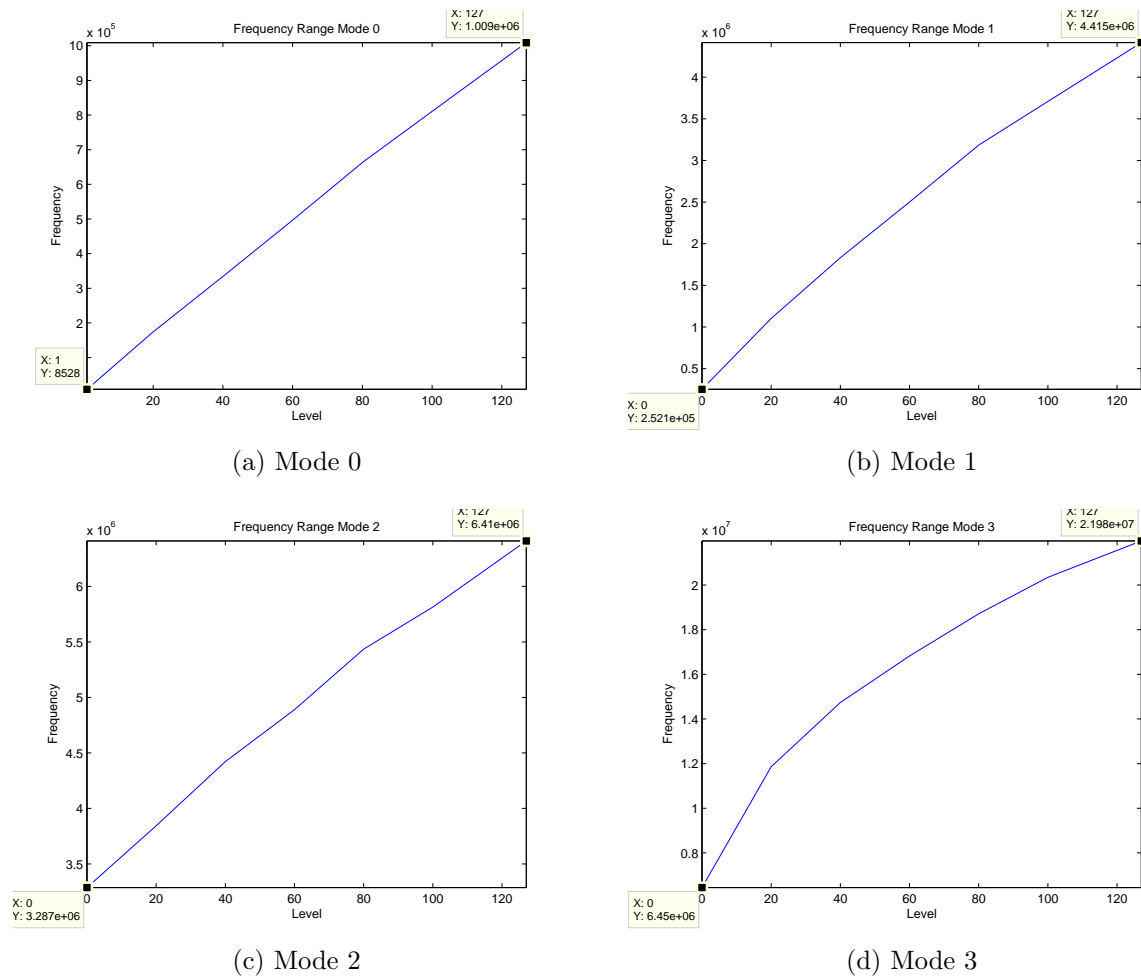 X: 127
Y: 1.009e+06
x 10^5
Frequency Range Mode 0
10
9
8
7
6
5
4
3
2
Frequency
X: 1
Y: 8528
20 40 60 80 100 120
Level
(a) Mode 0
X: 127
Y: 4.415e+06
x 10^6
Frequency Range Mode 1
4
3.5
3
2.5
2
1.5
1
0.5
Frequency
0 20 40 60 80 100 120
X: 0
Y: 2.521e+05
Level
(b) Mode 1
X: 127
Y: 6.41e+06
x 10^6
Frequency Range Mode 2
6
5.5
5
4.5
4
3.5
Frequency
0 20 40 60 80 100 120
X: 0
Y: 3.287e+06
Level
(c) Mode 2
X: 127
Y: 2.198e+07
x 10^7
Frequency Range Mode 3
2
1.8
1.6
1.4
1.2
1
0.8
Frequency
0 20 40 60 80 100 120
X: 0
Y: 6.45e+06
Level
(d) Mode 3